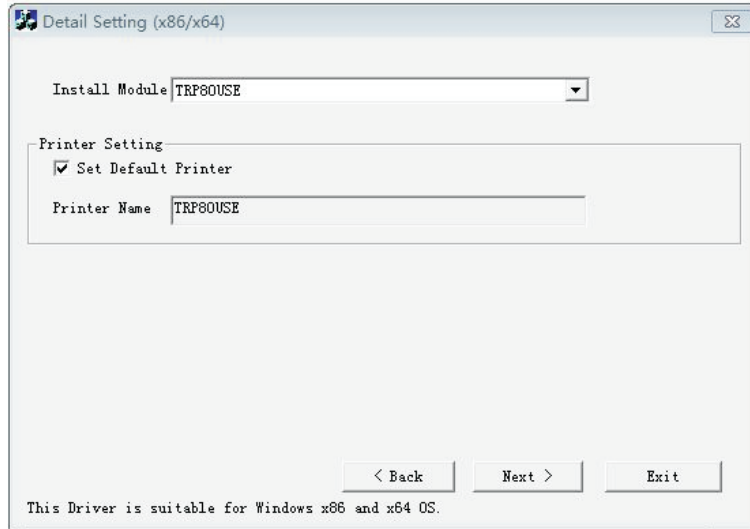 Detail Setting (x86/x64)
Install Module TRP80USE
Printer Setting
Set Default Printer
Printer Name TRP80USE
< Back Next > Exit
This Driver is suitable for Windows x86 and x64 OS.